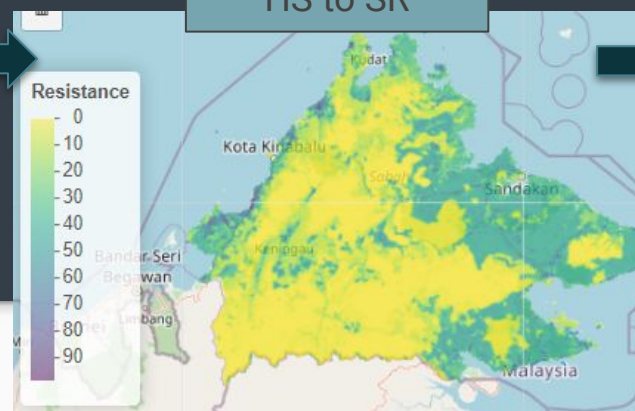 HS to SR
Resistance
0
10
20
30
40
50
60
70
80
90
Kudat
Kota Kinabalu
Sabah
Sandakan
Keningau
Bandar Seri
Begawan
Limbang
Malaysia